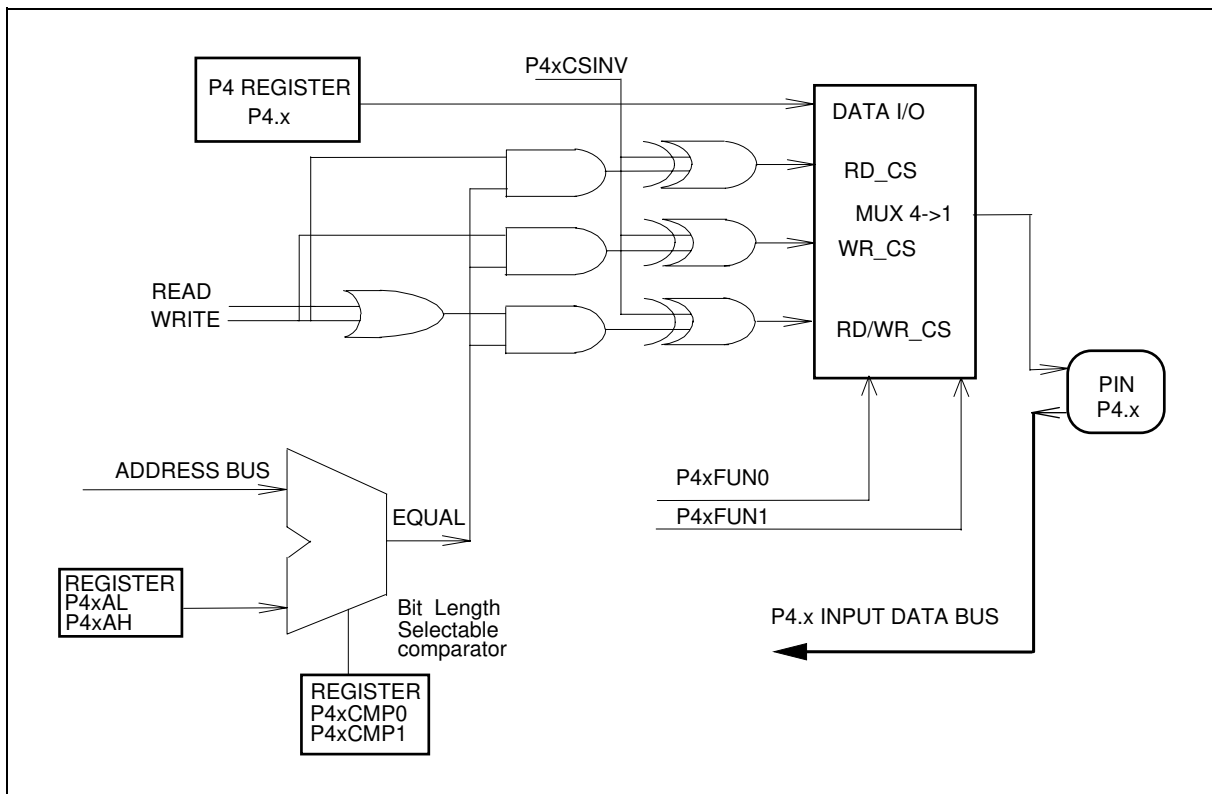 P4xCSINV
P4 REGISTER
P4.x
DATA I/O
RD_CS
MUX 4->1
WR_CS
READ
WRITE
RD/WR_CS
PIN
P4.x
ADDRESS BUS
P4xFUN0
EQUAL
P4xFUN1
REGISTER
P4xAL
P4xAH
Bit Length
Selectable
comparator
P4.x INPUT DATA BUS
REGISTER
P4xCMP0
P4xCMP1